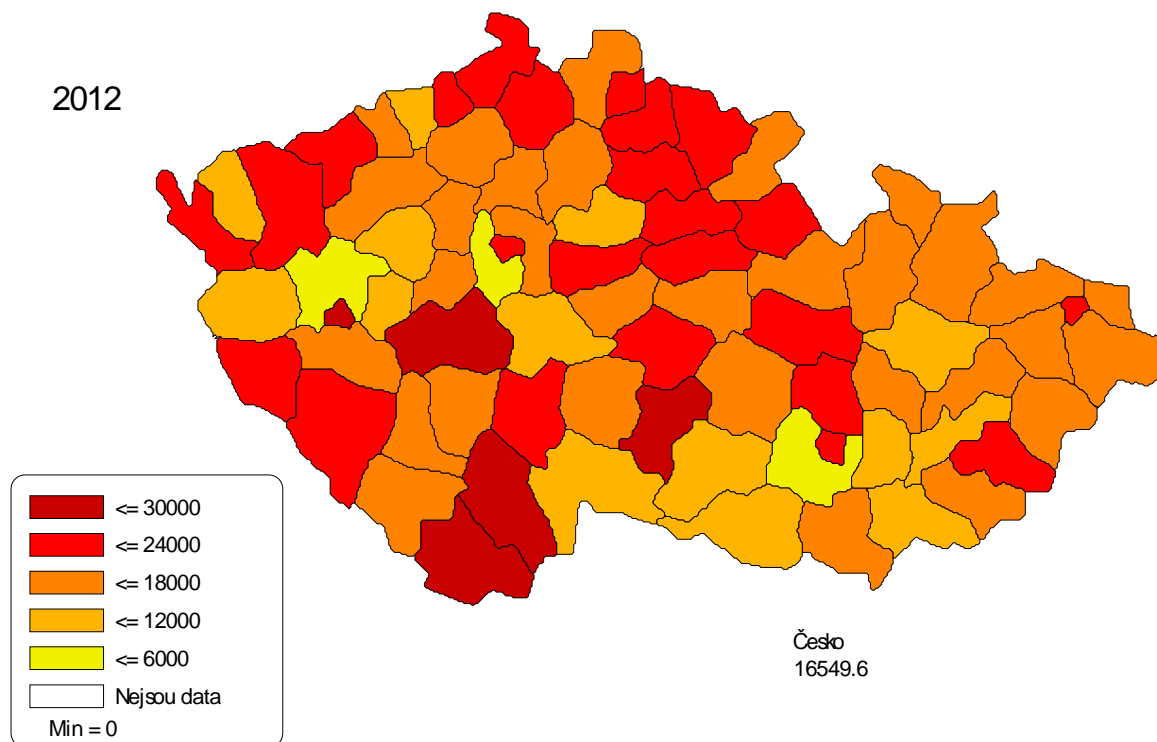 2012
<= 30000
<= 24000
<= 18000
<= 12000
<= 6000
Nejsou data
Min = 0
Česko
16549.6